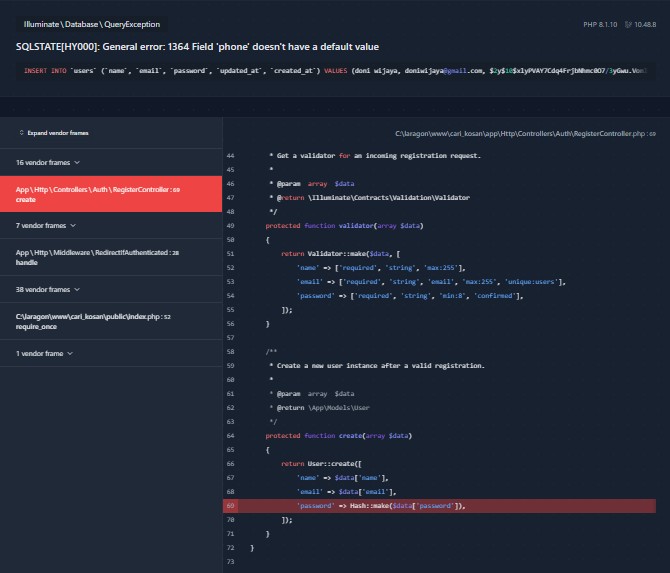 Illuminate \ Database \ QueryException
PHP 8.1.10 10.48.8
SQLSTATE[HY000]: General error: 1364 Field 'phone' doesn't have a default value
INSERT INTO `users` (`name`, `email`, `password`, `updated_at`, `created_at`) VALUES (doni wijaya, doniwijaya@gmail.com,
Expand vendor frames
C:\laragon\www\cari_kosan\app\Http\Controllers\Auth\RegisterController.php : 69
16 vendor frames
App \ Http \ Controllers \ Auth \ RegisterController : 69
create
7 vendor frames
App \ Http \ Middleware \ RedirectIfAuthenticated : 28
handle
38 vendor frames
C:\laragon\www\cari_kosan\public\index.php : 52
require_once
1 vendor frame
44 * Get a validator for an incoming registration request.
45 *
46 * @param array $data
47 * @return \Illuminate\Contracts\Validation\Validator
48 */
49 protected function validator(array $data)
50 {
51 return Validator::make($data, [
52 'name' => ['required', 'string', 'max:255'],
53 'email' => ['required', 'string', 'email', 'max:255', 'unique:users'],
54 'password' => ['required', 'string', 'min:8', 'confirmed'],
55 ]);
56 }
57
58 /**
59 * Create a new user instance after a valid registration.
60 *
61 * @param array $data
62 * @return \App\Models\User
63 */
64 protected function create(array $data)
65 {
66 return User::create([
67 'name' => $data['name'],
68 'email' => $data['email'],
69 'password' => Hash::make($data['password']),
70 ]);
71 }
72 }
73